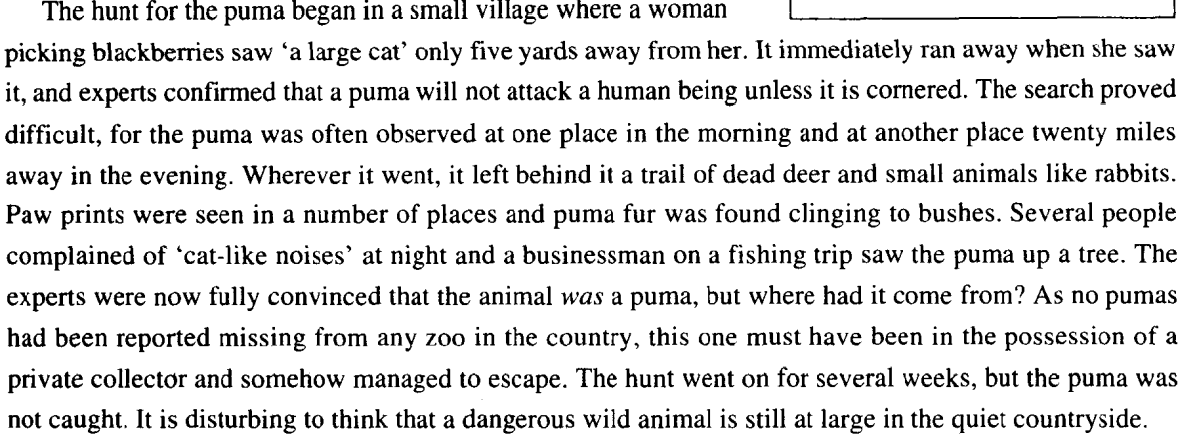 The hunt for the puma began in a small village where a woman
picking blackberries saw ‘a large cat’ only five yards away from her. It immediately ran away when she saw
it, and experts confirmed that a puma will not attack a human being unless it is cornered. The search proved
difficult, for the puma was often observed at one place in the morning and at another place twenty miles
away in the evening. Wherever it went, it left behind it a trail of dead deer and small animals like rabbits.
Paw prints were seen in a number of places and puma fur was found clinging to bushes. Several people
complained of ‘cat-like noises’ at night and a businessman on a fishing trip saw the puma up a tree. The
experts were now fully convinced that the animal was a puma, but where had it come from? As no pumas
had been reported missing from any zoo in the country, this one must have been in the possession of a
private collector and somehow managed to escape. The hunt went on for several weeks, but the puma was
not caught. It is disturbing to think that a dangerous wild animal is still at large in the quiet countryside.